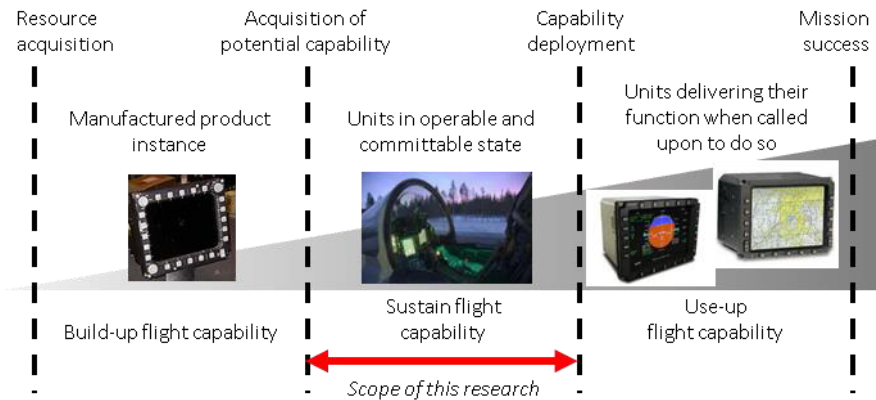 Resource
acquisition
Acquisition of
potential capability
Capability
deployment
Mission
success
Manufactured product
instance
Units in operable and
committable state
Units delivering their
function when called
upon to do so
Build-up flight capability
Sustain flight
capability
Use-up
flight capability
Scope of this research